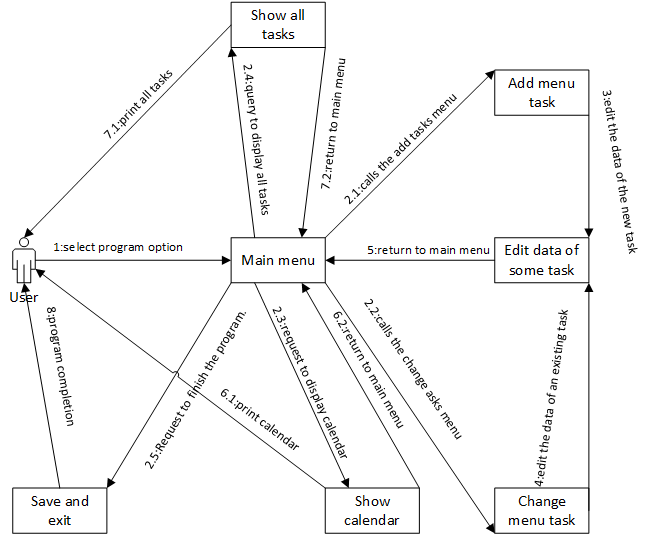 Show all
tasks
7.1:print all tasks
2.4:query to display all tasks
7.2:return to main menu
2.1:calls the add tasks menu
Add menu
task
3:edit the data of the new task
1:select program option
Main menu
5:return to main menu
Edit data of
some task
User
8:program completion
2.5:Request to finish the program.
6.1:print calendar
2.3:request to display calendar
6.2:return to main menu
2.2:calls the change asks menu
4:edit the data of an existing task
Save and
exit
Show
calendar
Change
menu task